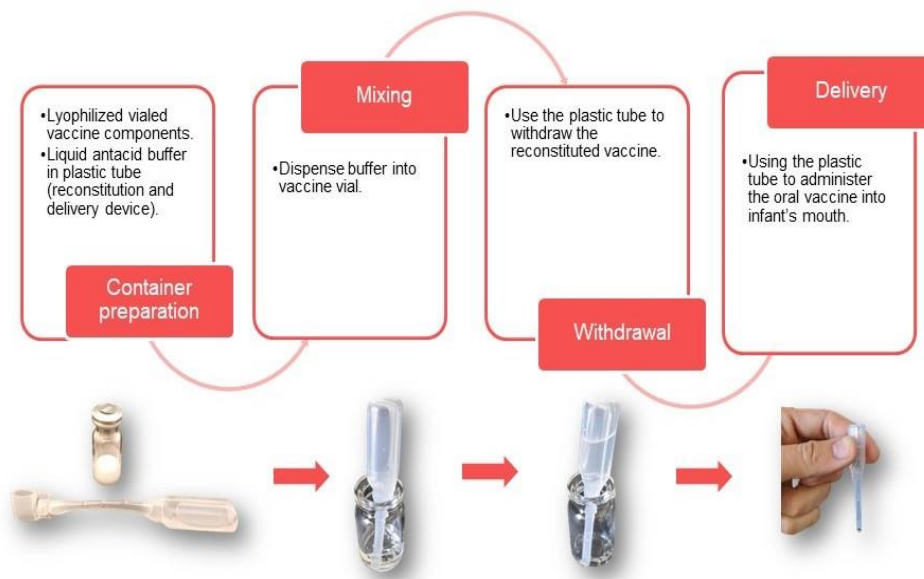 •Lyophilized vialed
vaccine components.
•Liquid antacid buffer
in plastic tube
(reconstitution and
delivery device).
Container
preparation
Mixing
•Dispense buffer into
vaccine vial.
•Use the plastic tube to
withdraw the
reconstituted vaccine.
Withdrawal
Delivery
•Using the plastic
tube to administer
the oral vaccine into
infant’s mouth.